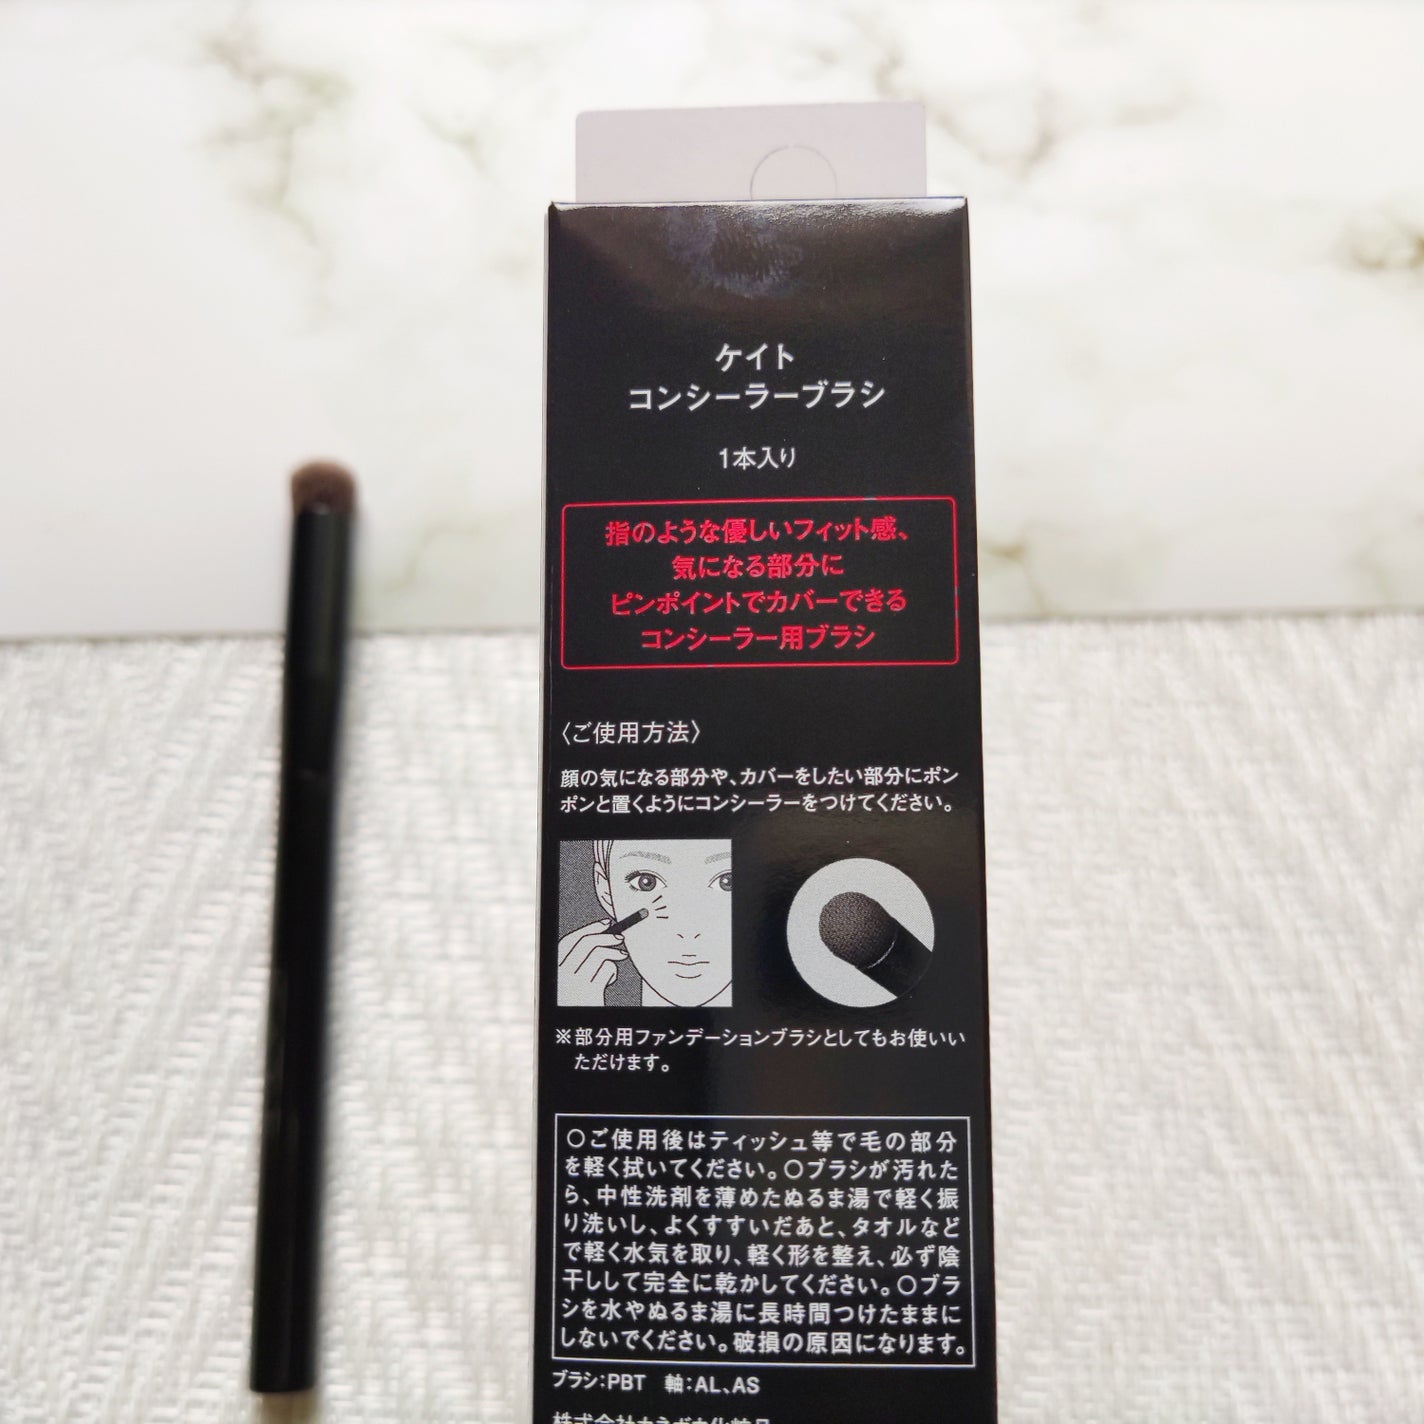 ケイト
コンシーラーブラシ
1本入り
指のような優しいフィット感、
気になる部分に
ピンポイントでカバーできる
コンシーラー用ブラシ
〈ご使用方法〉
顔の気になる部分や、カバーをしたい部分にポン
ポンと置くようにコンシーラーをつけてください。
※部分用ファンデーションブラシとしてもお使いい
ただけます。
○ご使用後はティッシュ等で毛の部分
を軽く拭いてください。○ブラシが汚れた
ら、中性洗剤を薄めたぬるま湯で軽く振
り洗いし、よくすすいだあと、タオルなど
で軽く水気を取り、軽く形を整え、必ず陰
干しして完全に乾かしてください。○ブラ
シを水やぬるま湯に長時間つけたままに
しないでください。破損の原因になります。
ブラシ:PBT 軸:AL、AS